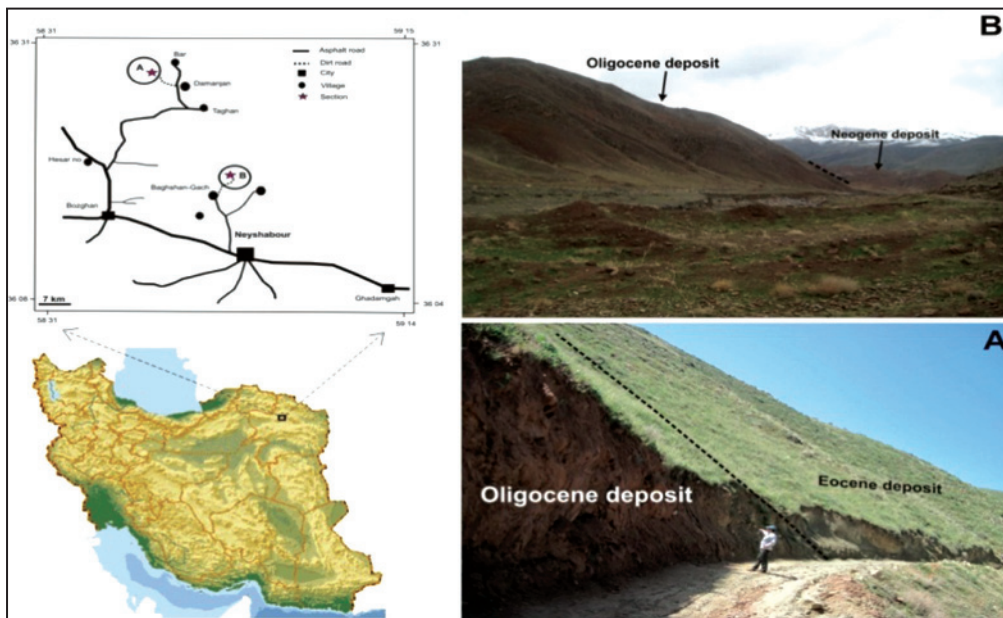 58 31
59 15
36 31
36 31
Bar
A
Damanjan
Taghan
Asphalt road
Dirt road
City
Village
Section
Hesar no
Bozghan
Baghshan-Gach
B
Neyshabour
Ghadamgah
7 km
36 08
36 04
58 31
59 14
B
Oligocene deposit
Neogene deposit
A
Oligocene deposit
Eocene deposit